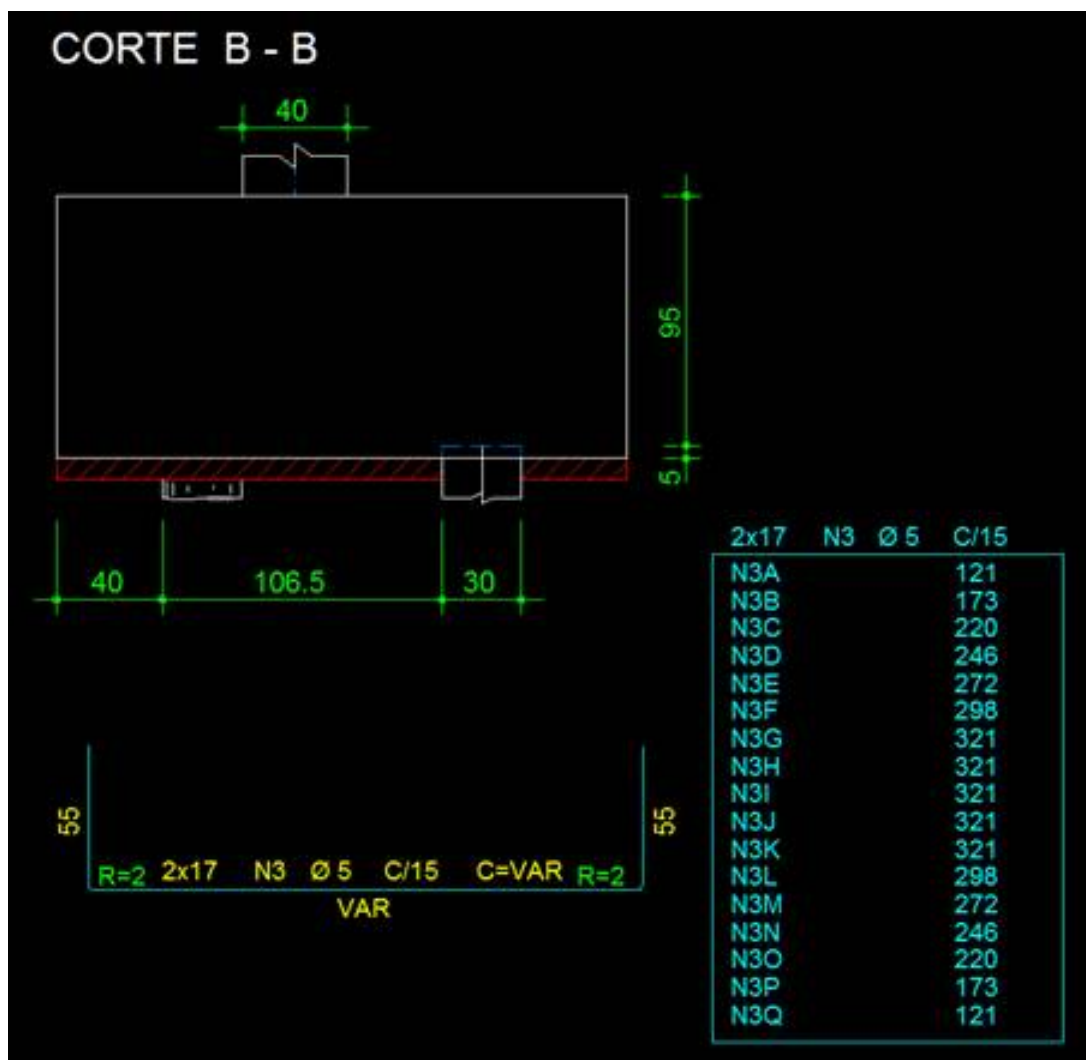 CORTE B - B
40
95
5
40 106.5 30
2x17 N3 Ø 5 C/15
N3A 121
N3B 173
N3C 220
N3D 246
N3E 272
N3F 298
N3G 321
N3H 321
N3I 321
N3J 321
N3K 321
N3L 298
N3M 272
N3N 246
N3O 220
N3P 173
N3Q 121
55 55
R=2 2x17 N3 Ø 5 C/15 C=VAR R=2
VAR